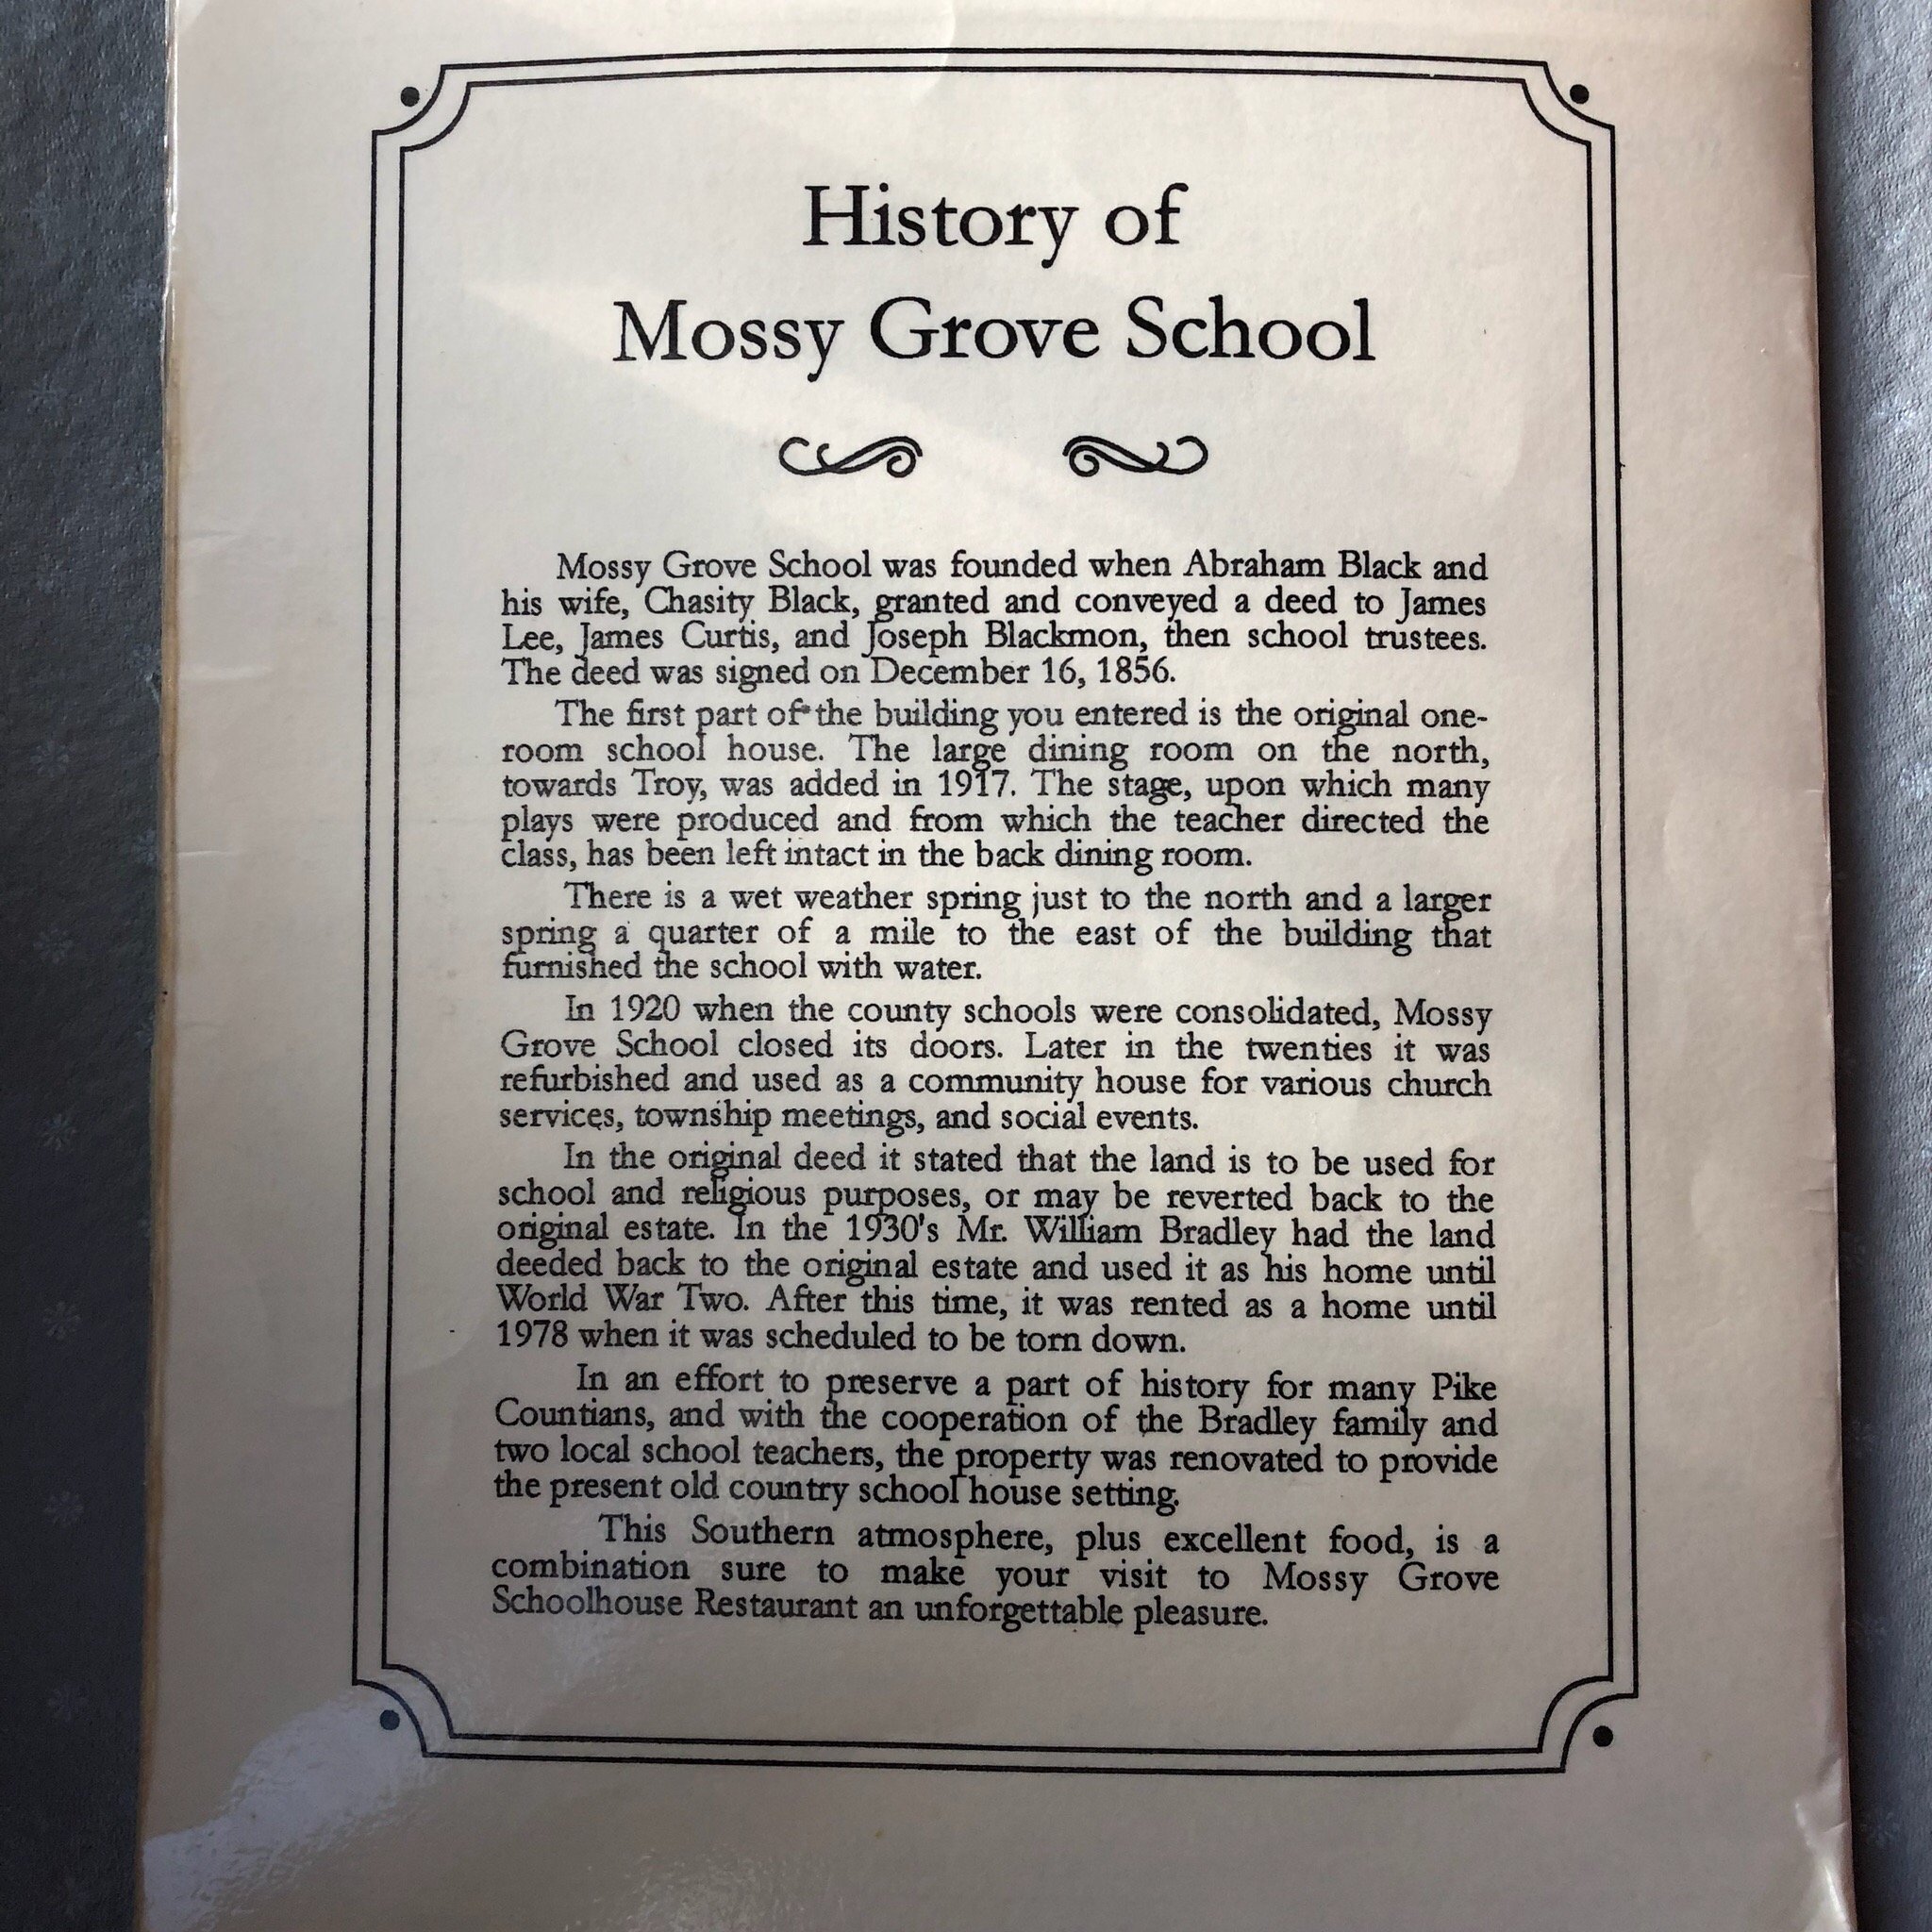 History of
Mossy Grove School
Mossy Grove School was founded when Abraham Black and
his wife, Chasity Black, granted and conveyed a deed to James
Lee, James Curtis, and Joseph Blackmon, then school trustees.
The deed was signed on December 16, 1856.
The first part of the building you entered is the original one-
room school house. The large dining room on the north,
towards Troy, was added in 1917. The stage, upon which many
plays were produced and from which the teacher directed the
class, has been left intact in the back dining room.
There is a wet weather spring just to the north and a larger
spring a quarter of a mile to the east of the building that
furnished the school with water.
In 1920 when the county schools were consolidated, Mossy
Grove School closed its doors. Later in the twenties it was
refurbished and used as a community house for various church
services, township meetings, and social events.
In the original deed it stated that the land is to be used for
school and religious purposes, or may be reverted back to the
original estate. In the 1930's Mr. William Bradley had the land
deeded back to the original estate and used it as his home until
World War Two. After this time, it was rented as a home until
1978 when it was scheduled to be torn down.
In an effort to preserve a part of history for many Pike
Countians, and with the cooperation of the Bradley family and
two local school teachers, the property was renovated to provide
the present old country school house setting.
This Southern atmosphere, plus excellent food, is a
combination sure to make your visit to Mossy Grove
Schoolhouse Restaurant an unforgettable pleasure.